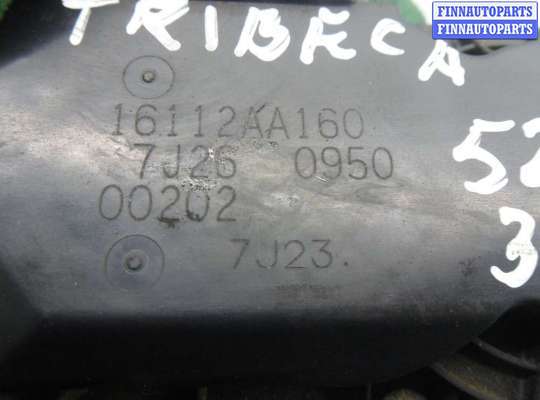 FINNAUTOPARTS
FINNAUTOPARTS
TRIBECA
16112AA160
7J26 0950
00202
7J23.
52
3